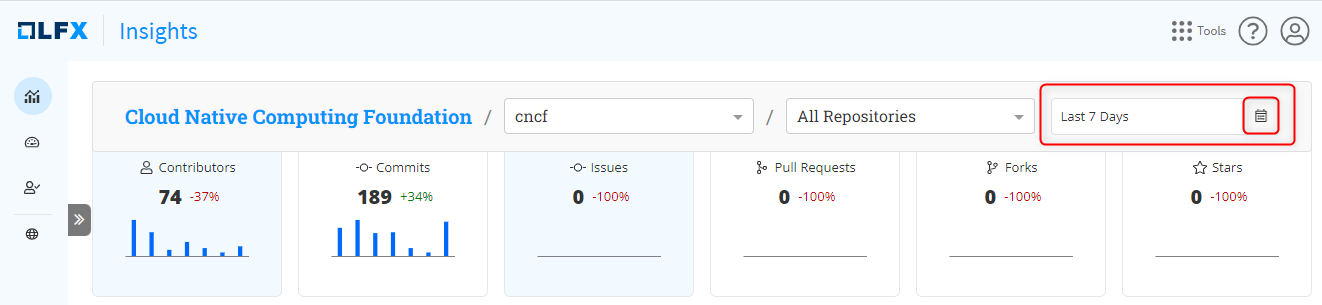 LFX Insights Tools ?
Cloud Native Computing Foundation / cncf / All Repositories Last 7 Days
Contributors Commits Issues Pull Requests Forks Stars
74 -37% 189 +34% 0 -100% 0 -100% 0 -100% 0 -100%